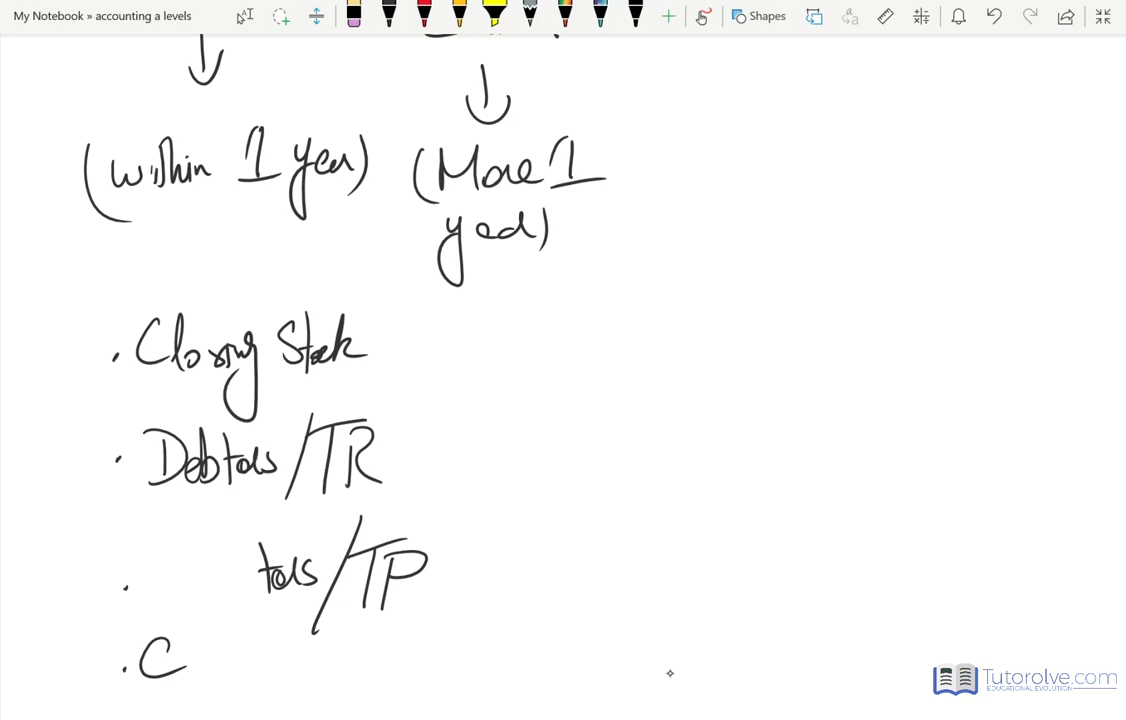 My Notebook » accounting a levels
Shapes
(within 1 year) (More 1
year)
. Closing Stock
. Debtors/TR
. tors/TP
. C
Tutorolve.com
EDUCATIONAL EVOLUTION